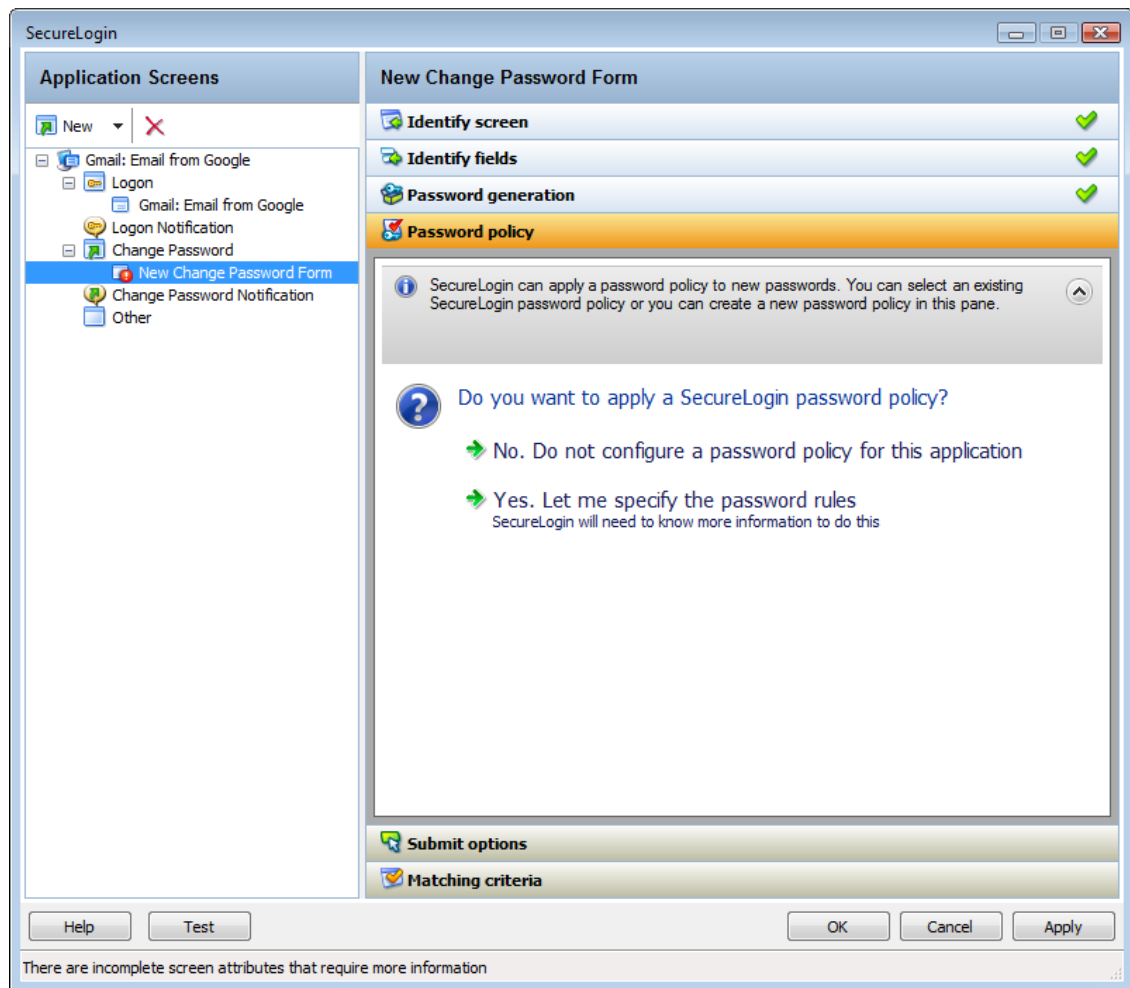 SecureLogin
Application Screens
New
Gmail: Email from Google
Logon
Gmail: Email from Google
Logon Notification
Change Password
New Change Password Form
Change Password Notification
Other
New Change Password Form
Identify screen
Identify fields
Password generation
Password policy
SecureLogin can apply a password policy to new passwords. You can select an existing
SecureLogin password policy or you can create a new password policy in this pane.
Do you want to apply a SecureLogin password policy?
No. Do not configure a password policy for this application
Yes. Let me specify the password rules
SecureLogin will need to know more information to do this
Submit options
Matching criteria
Help
Test
OK
Cancel
Apply
There are incomplete screen attributes that require more information